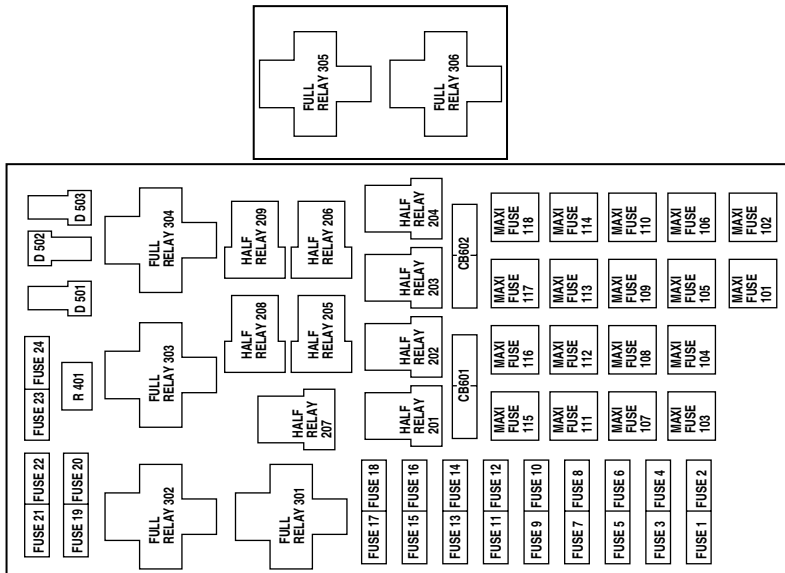 FULL
RELAY 305
FULL
RELAY 306
D 503
D 502
D 501
FULL
RELAY 304
HALF
RELAY 209
HALF
RELAY 206
HALF
RELAY
204
HALF
RELAY
203
CB602
MAXI
FUSE
118
MAXI
FUSE
114
MAXI
FUSE
110
MAXI
FUSE
106
MAXI
FUSE
102
MAXI
FUSE
117
MAXI
FUSE
113
MAXI
FUSE
109
MAXI
FUSE
105
MAXI
FUSE
101
FUSE 24
FUSE 23
R 401
FULL
RELAY 303
HALF
RELAY 208
HALF
RELAY 205
HALF
RELAY
207
HALF
RELAY
202
HALF
RELAY
201
CB601
MAXI
FUSE
116
MAXI
FUSE
112
MAXI
FUSE
108
MAXI
FUSE
104
MAXI
FUSE
115
MAXI
FUSE
111
MAXI
FUSE
107
MAXI
FUSE
103
FUSE 22
FUSE 21
FUSE 20
FUSE 19
FULL
RELAY 302
FULL
RELAY 301
FUSE 18
FUSE 17
FUSE 16
FUSE 15
FUSE 14
FUSE 13
FUSE 12
FUSE 11
FUSE 10
FUSE 9
FUSE 8
FUSE 7
FUSE 6
FUSE 5
FUSE 4
FUSE 3
FUSE 2
FUSE 1